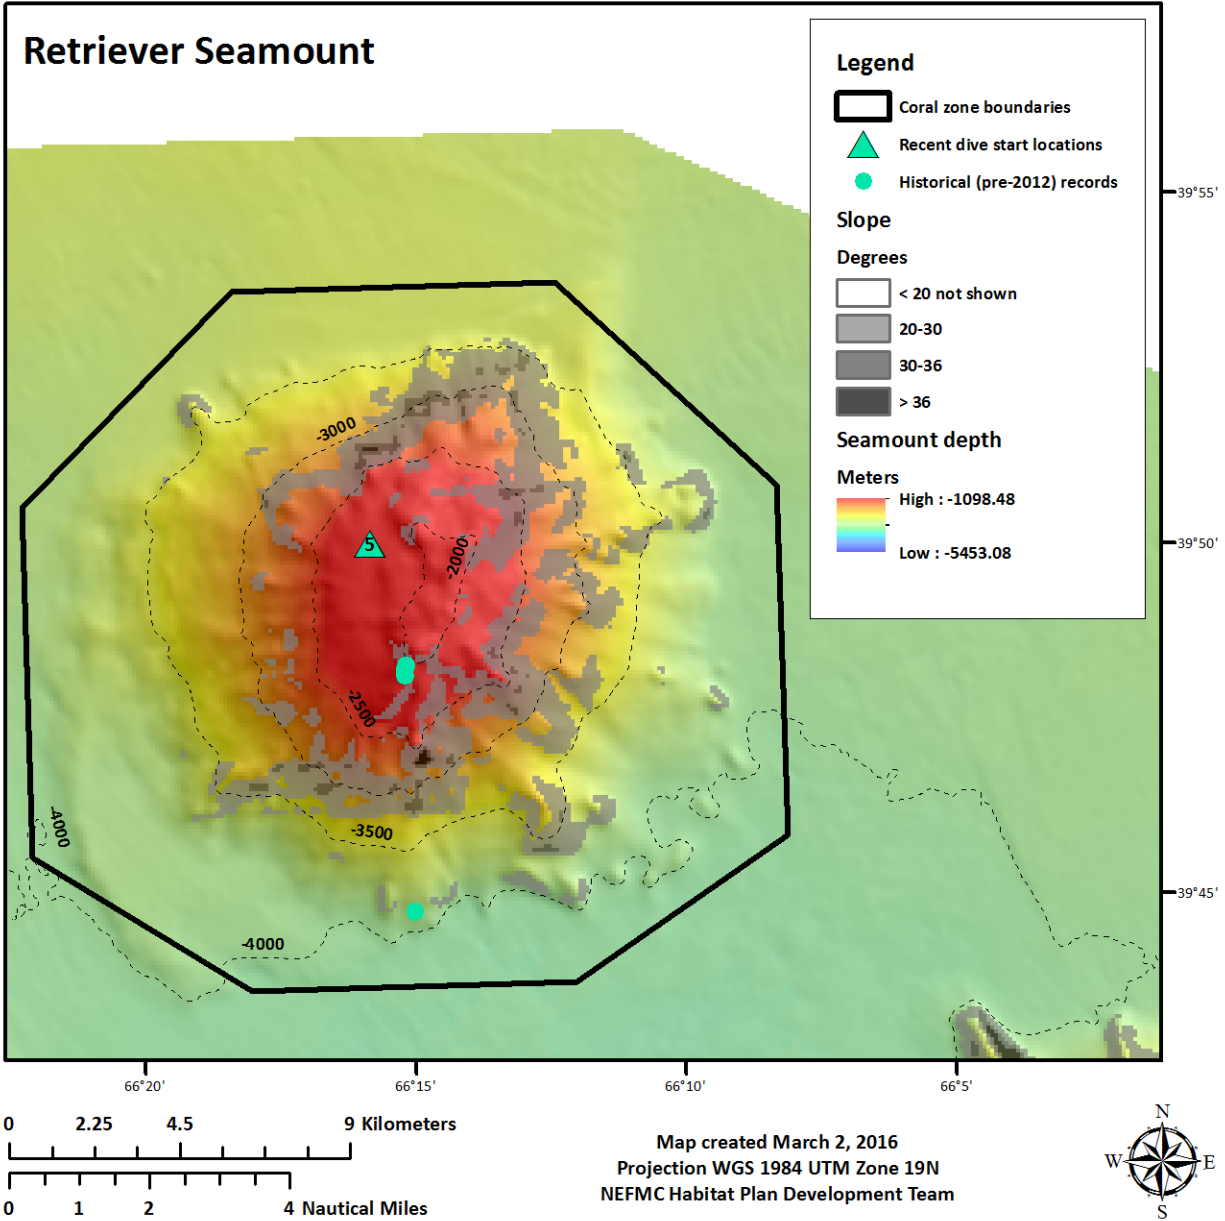 Retriever Seamount
Legend
Coral zone boundaries
Recent dive start locations
Historical (pre-2012) records
Slope
Degrees
< 20 not shown
20-30
30-36
> 36
Seamount depth
Meters
High : -1098.48
Low : -5453.08
39°55'
39°50'
39°45'
-3000
5
-2000
-2500
-3500
-4000
-4000
66°20'
66°15'
66°10'
66°5'
0 2.25 4.5 9 Kilometers
0 1 2 4 Nautical Miles
Map created March 2, 2016
Projection WGS 1984 UTM Zone 19N
NEFMC Habitat Plan Development Team
N
W E
S